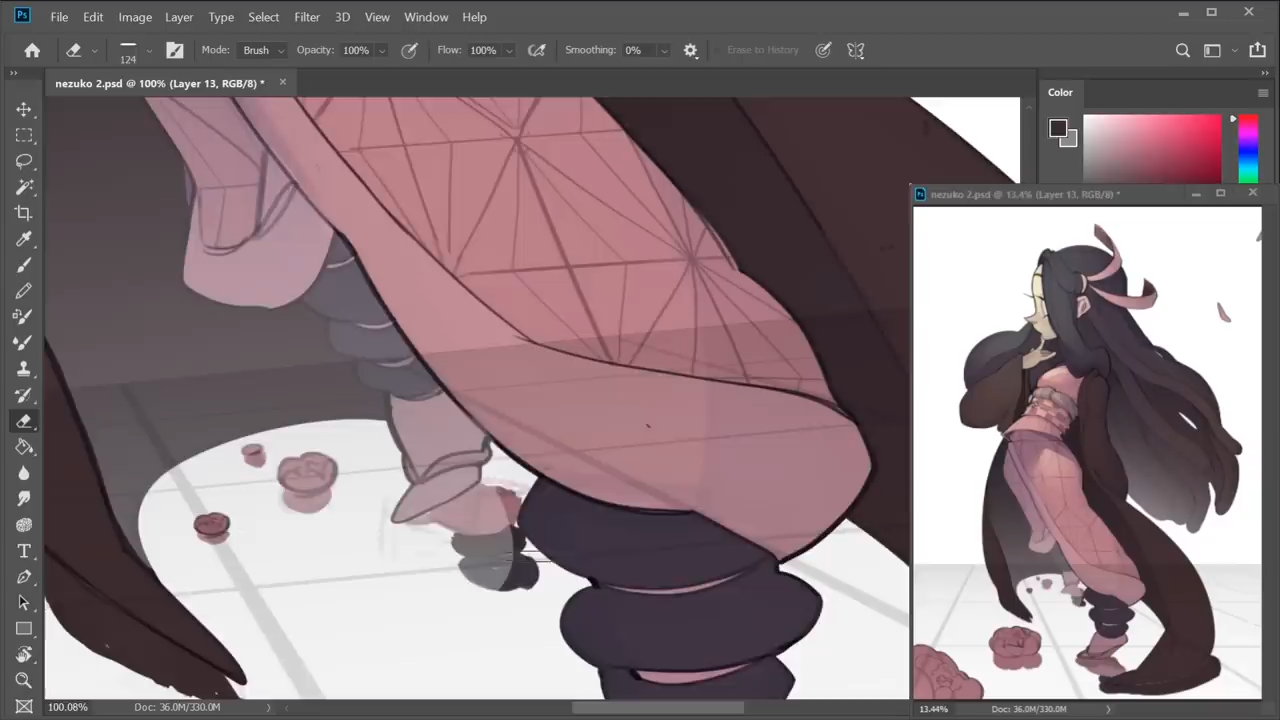 Ps File Edit Image Layer Type Select Filter 3D View Window Help
124 Mode: Brush Opacity: 100% Flow: 100% Smoothing: 0% Erase to History
nezuko 2.psd @ 100% (Layer 13, RGB/8) *
Color
nezuko 2.psd @ 13.4% (Layer 13, RGB/8) *
100.08% Doc: 36.0M/330.0M
13.44% Doc: 36.0M/330.0M